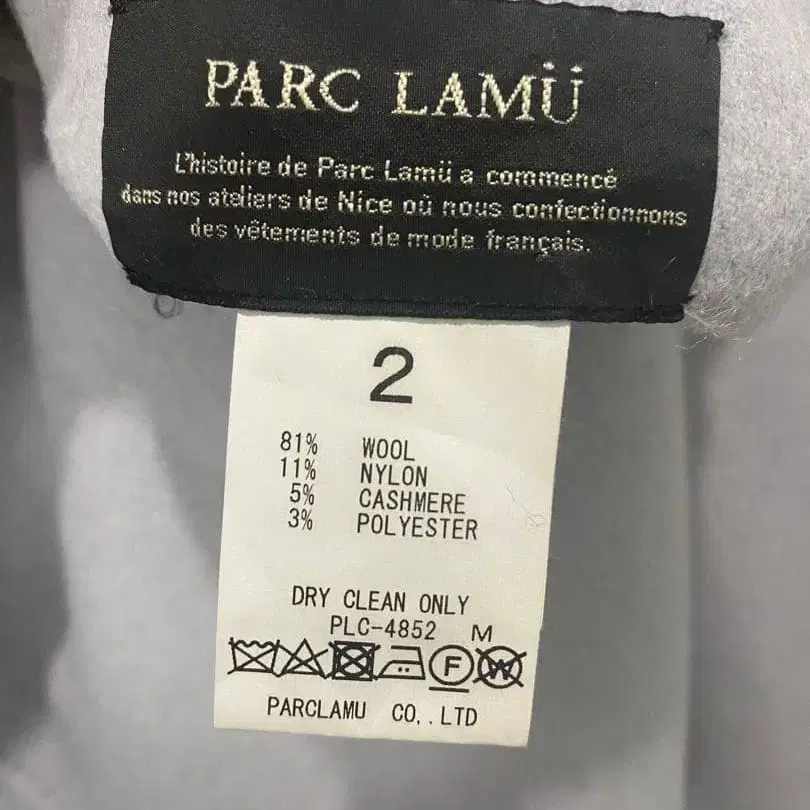 PARC LAMÜ
L'histoire de Parc Lamü a commencé
dans nos ateliers de Nice où nous confectionnons
des vêtements de mode français.
2
81% WOOL
11% NYLON
5% CASHMERE
3% POLYESTER
DRY CLEAN ONLY
PLC-4852 M
F W
PARCLAMU CO,.LTD